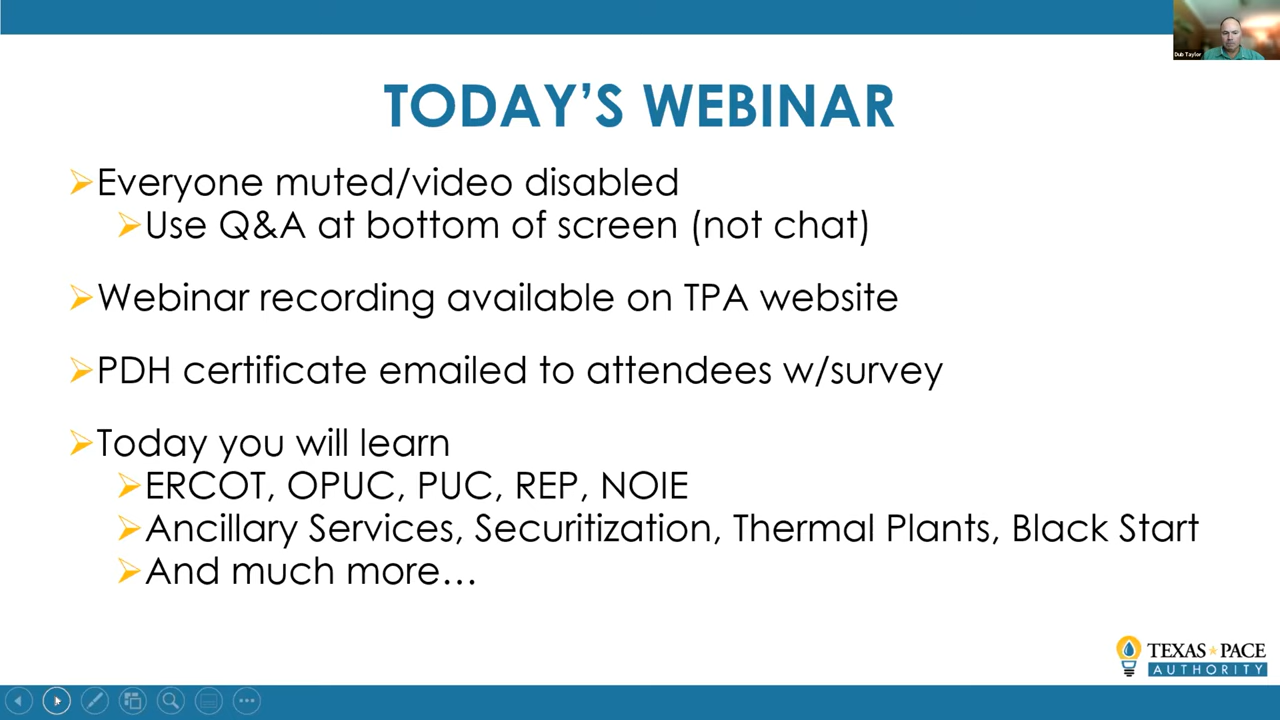 Dub Taylor
TODAY'S WEBINAR
Everyone muted/video disabled
Use Q&A at bottom of screen (not chat)
Webinar recording available on TPA website
PDH certificate emailed to attendees w/survey
Today you will learn
ERCOT, OPUC, PUC, REP, NOIE
Ancillary Services, Securitization, Thermal Plants, Black Start
And much more...
TEXAS PACE
AUTHORITY